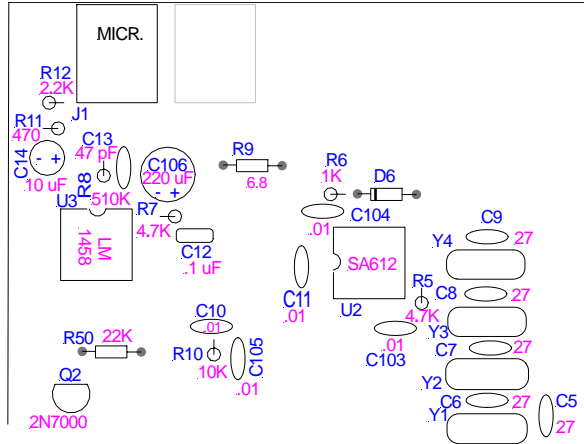 MICR.
R12
2.2K
J1
R11
470
C13
47 pF
C14
- +
10 uF
R8
510K
C106
220 uF
- +
R9
6.8
R6
1K
D6
U3
LM
1458
R7
4.7K
C12
.1 uF
C104
.01
SA612
U2
C11
.01
R5
4.7K
C9
27
Y4
C8
27
Y3
C10
.01
R10
10K
C105
.01
.01
C103
C7
27
Y2
R50
22K
Q2
2N7000
C6
27
Y1
C5
27